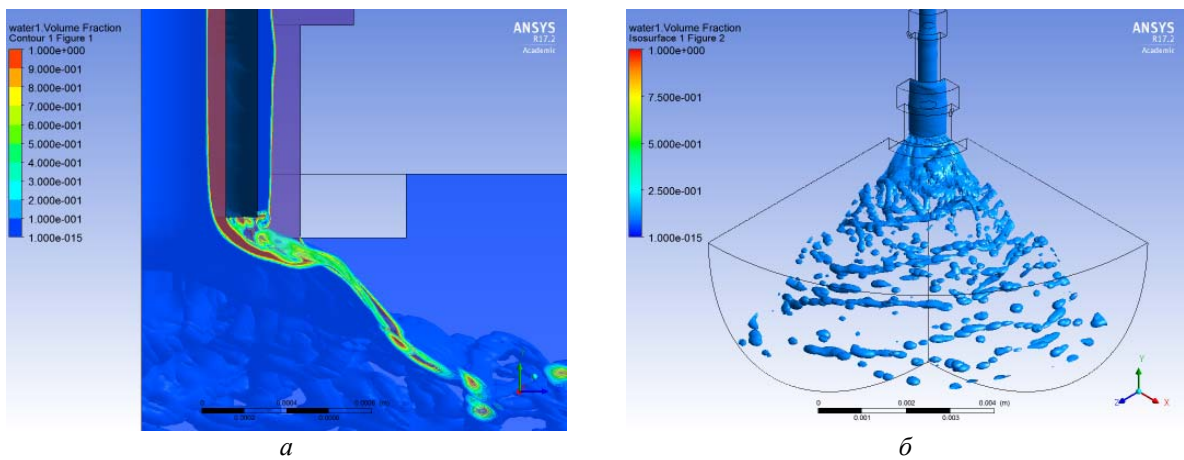 water1.Volume Fraction
Contour 1 Figure 1
1.000e+000
9.000e-001
8.000e-001
7.000e-001
6.000e-001
5.000e-001
4.000e-001
3.000e-001
2.000e-001
1.000e-001
1.000e-015
ANSYS
R17.2
Academic
0 0.0004 0.0008 (m)
0.0002 0.0006
а
water1.Volume Fraction
Isosurface 1 Figure 2
1.000e+000
7.500e-001
5.000e-001
2.500e-001
1.000e-015
ANSYS
R17.2
Academic
0 0.002 0.004 (m)
0.001 0.003
Y
Z X
б